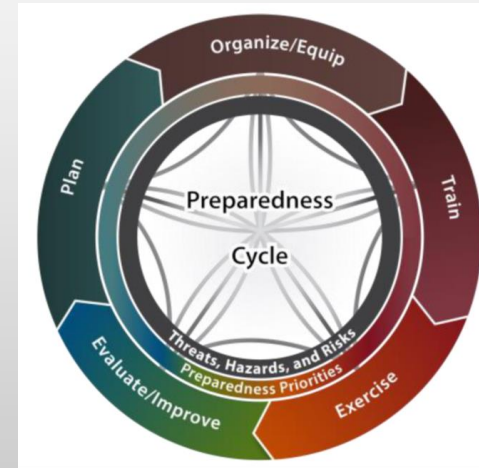 Organize/Equip
Plan
Train
Preparedness
Cycle
Threats, Hazards, and Risks
Preparedness Priorities
Evaluate/Improve
Exercise